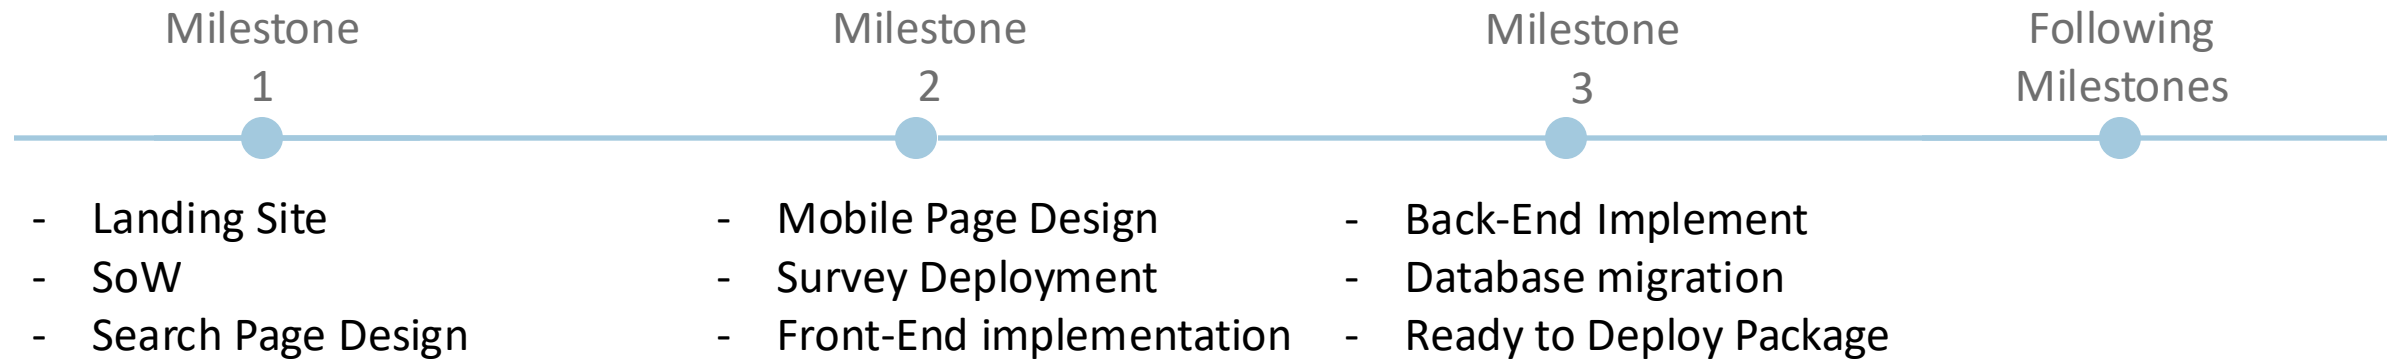 Milestone
1
Milestone
2
Milestone
3
Following
Milestones
- Landing Site
- SoW
- Search Page Design
- Mobile Page Design
- Survey Deployment
- Front-End implementation
- Back-End Implement
- Database migration
- Ready to Deploy Package